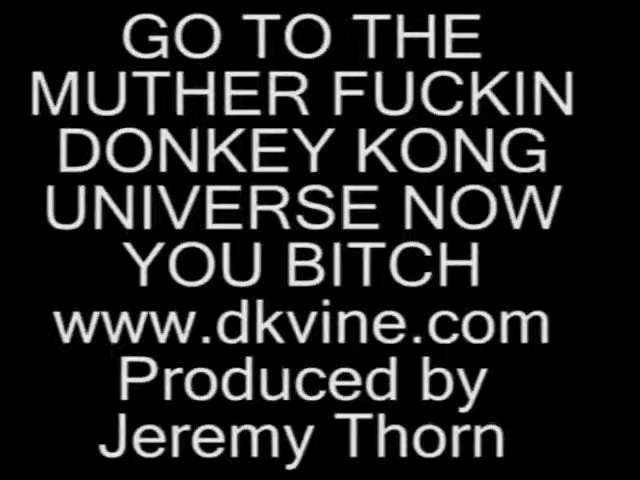 GO TO THE
MUTHER FUCKIN
DONKEY KONG
UNIVERSE NOW
YOU BITCH
www.dkvine.com
Produced by
Jeremy Thorn